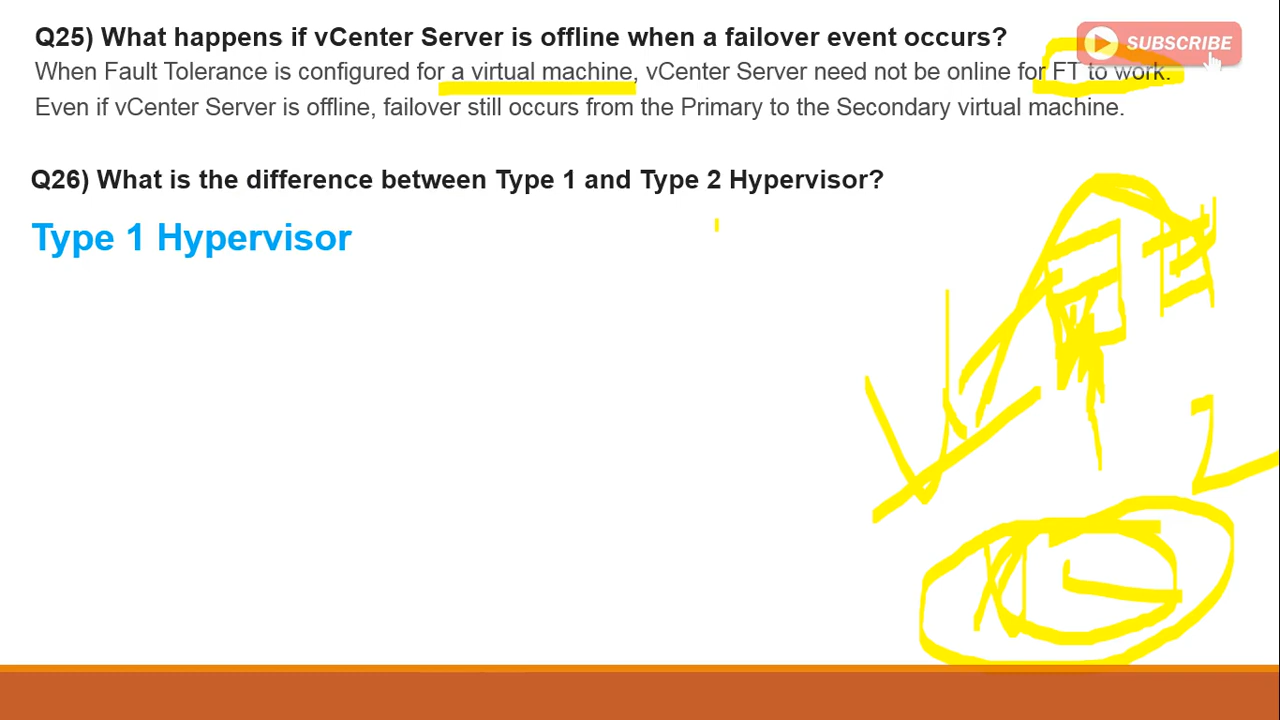 Q25) What happens if vCenter Server is offline when a failover event occurs?
SUBSCRIBE
When Fault Tolerance is configured for a virtual machine, vCenter Server need not be online for FT to work.
Even if vCenter Server is offline, failover still occurs from the Primary to the Secondary virtual machine.
Q26) What is the difference between Type 1 and Type 2 Hypervisor?
Type 1 Hypervisor